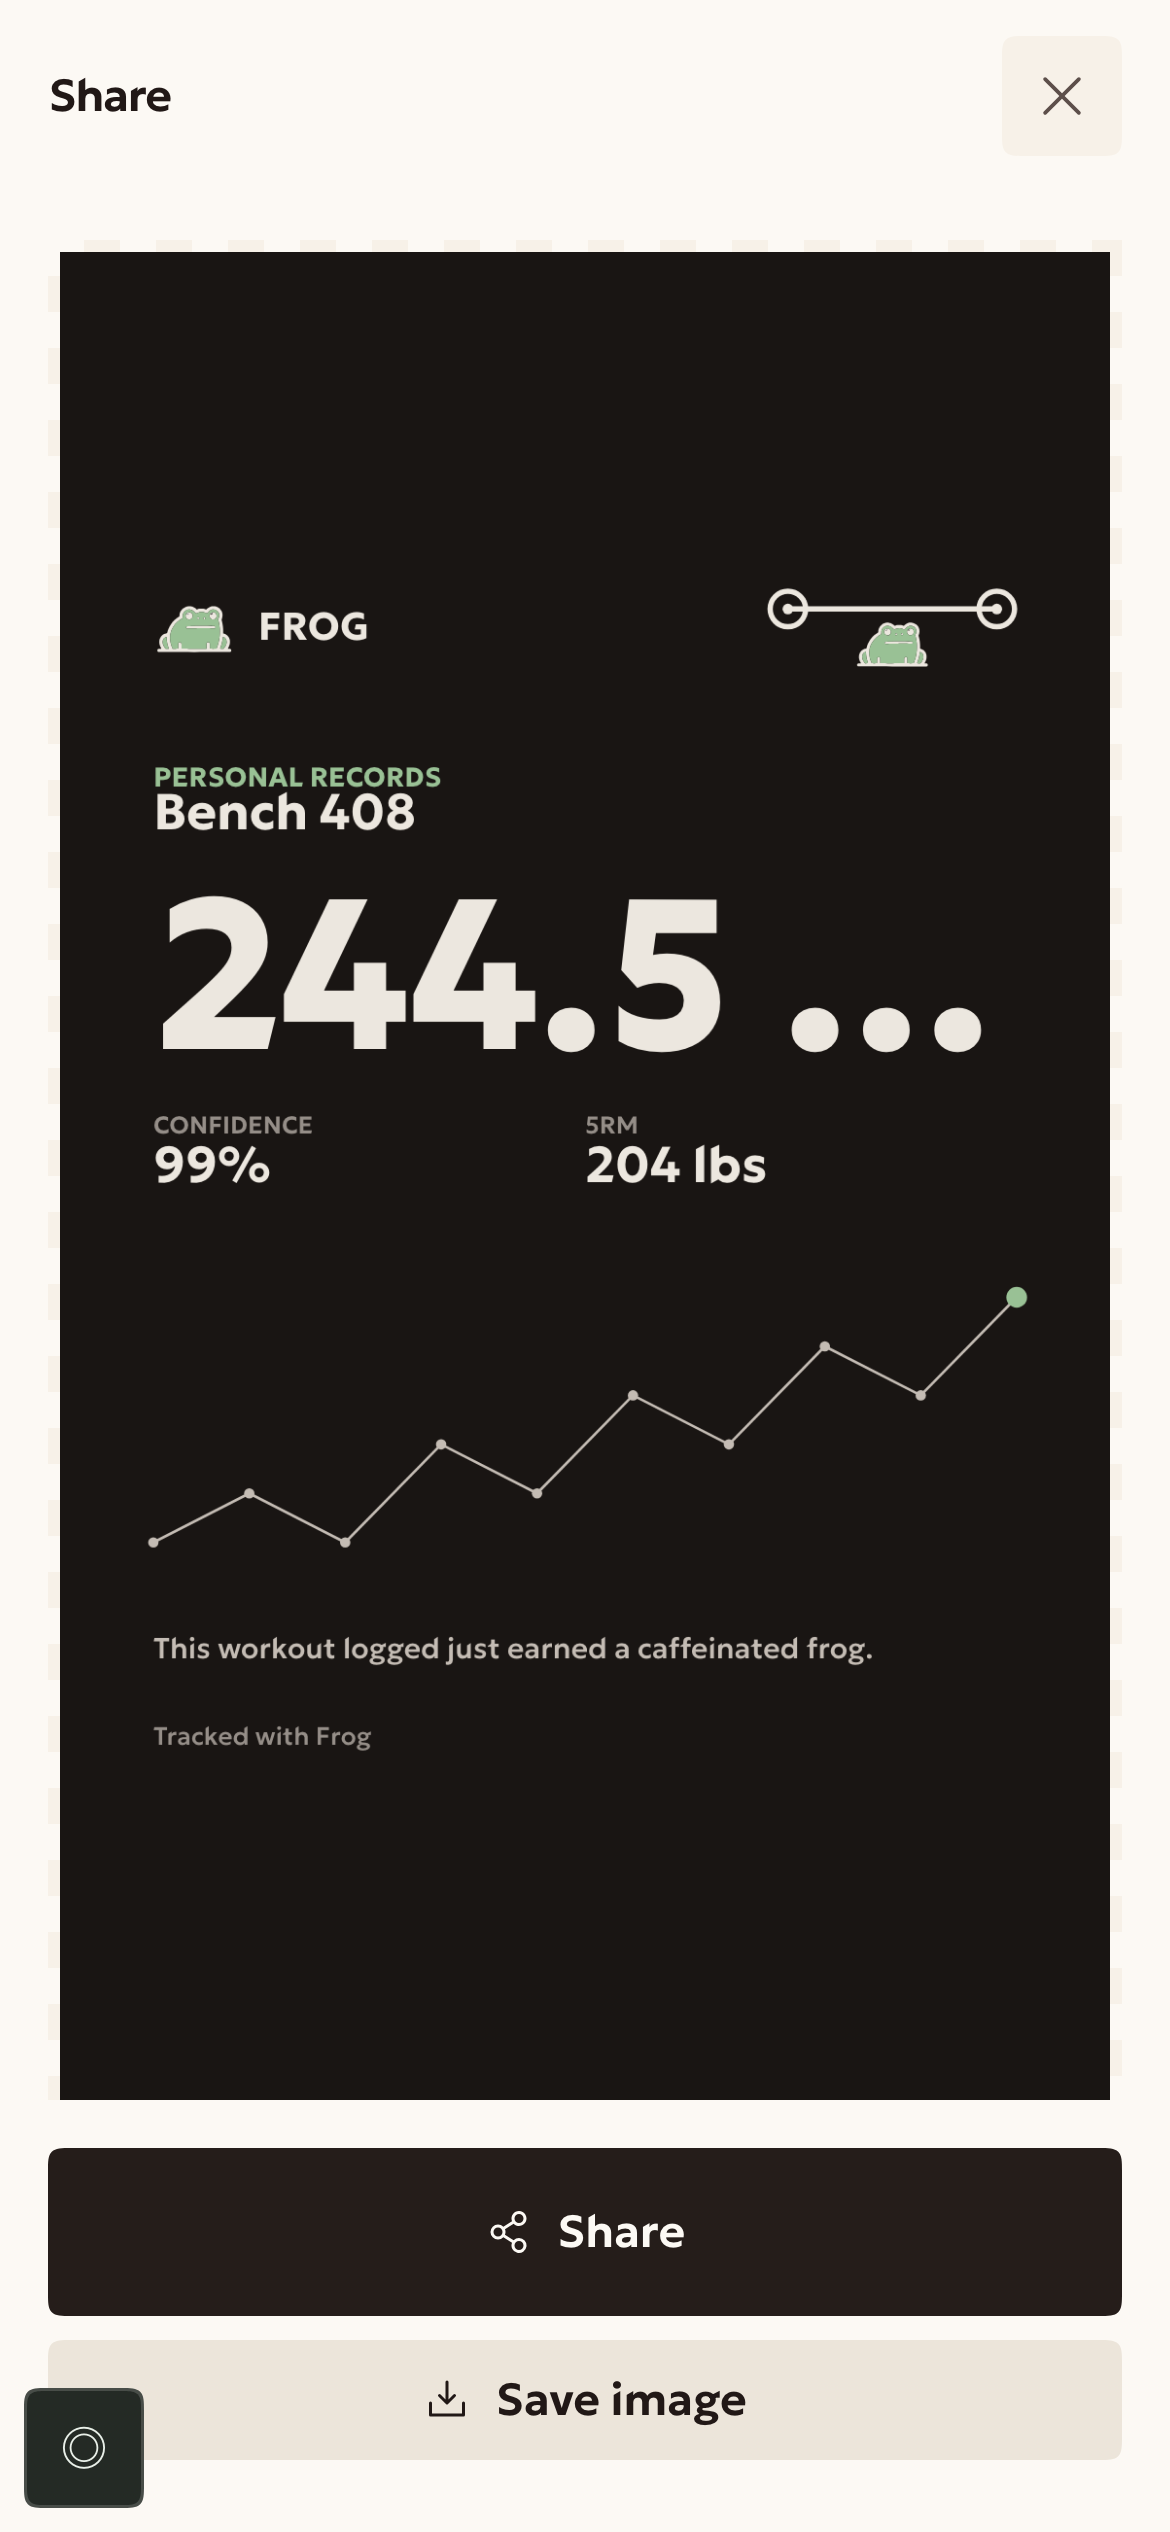 Share
FROG
PERSONAL RECORDS
Bench 408
244.5 ...
CONFIDENCE
99%
5RM
204 lbs
This workout logged just earned a caffeinated frog.
Tracked with Frog
Share
Save image